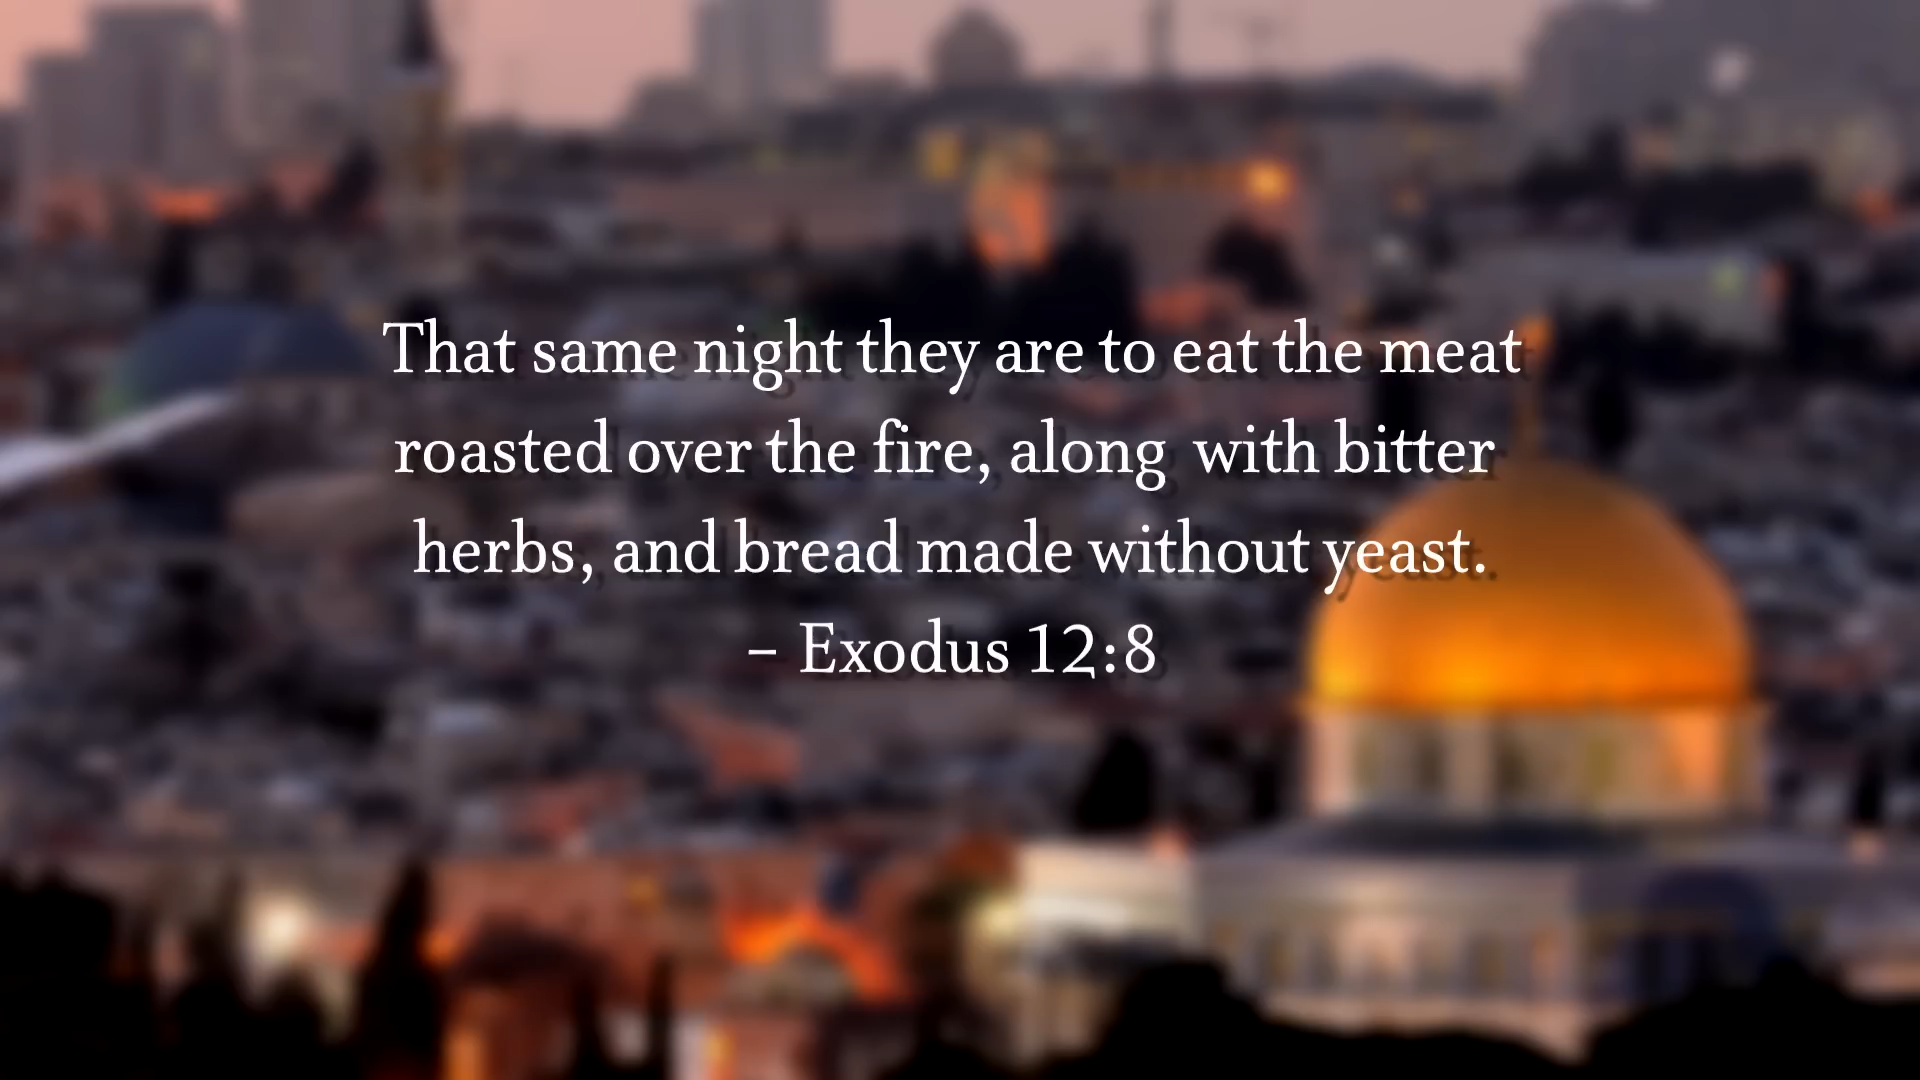 That same night they are to eat the meat
roasted over the fire, along  with bitter
herbs, and bread made without yeast.
– Exodus 12:8